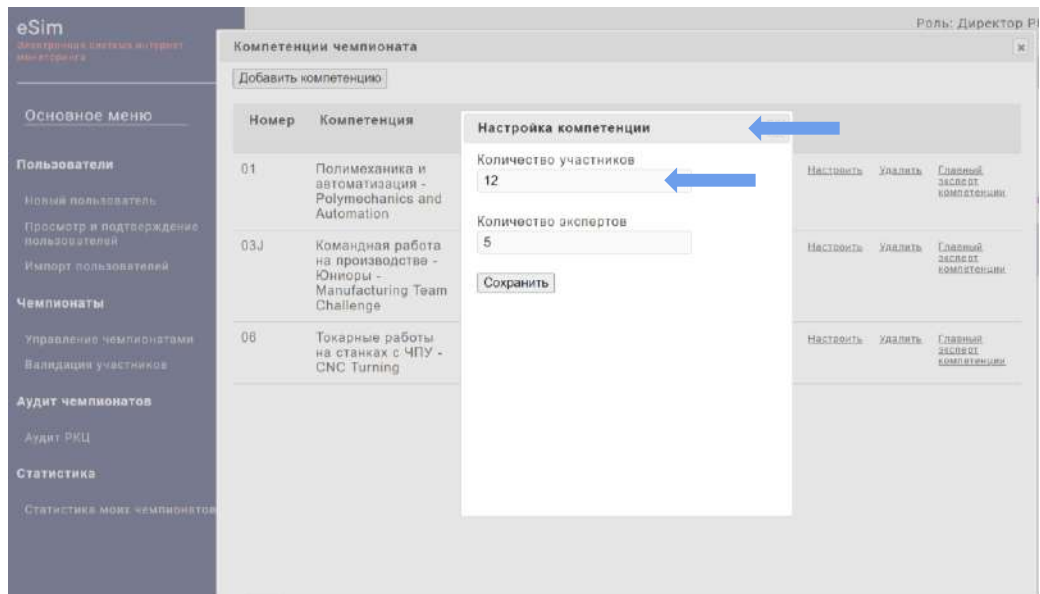 eSim
Электронная система интернет
мониторинга
Роль: Директор Р
Компетенции чемпионата
Добавить компетенцию
Основное меню
Номер Компетенция
Настройка компетенции
Пользователи
Новый пользователь
Просмотр и подтверждение
пользователей
Импорт пользователей
Чемпионаты
Управление чемпионатами
Валидация участников
Аудит чемпионатов
Аудит РКЦ
Статистика
Статистика моих чемпионатов
01 Полимеханика и
автоматизация -
Polymechanics and
Automation
Настроить Удалить Главный
эксперт
компетенции
03J Командная работа
на производстве -
Юниоры -
Manufacturing Team
Challenge
Настроить Удалить Главный
эксперт
компетенции
06 Токарные работы
на станках с ЧПУ -
CNC Turning
Настроить Удалить Главный
эксперт
компетенции
Количество участников
12
Количество экспертов
5
Сохранить